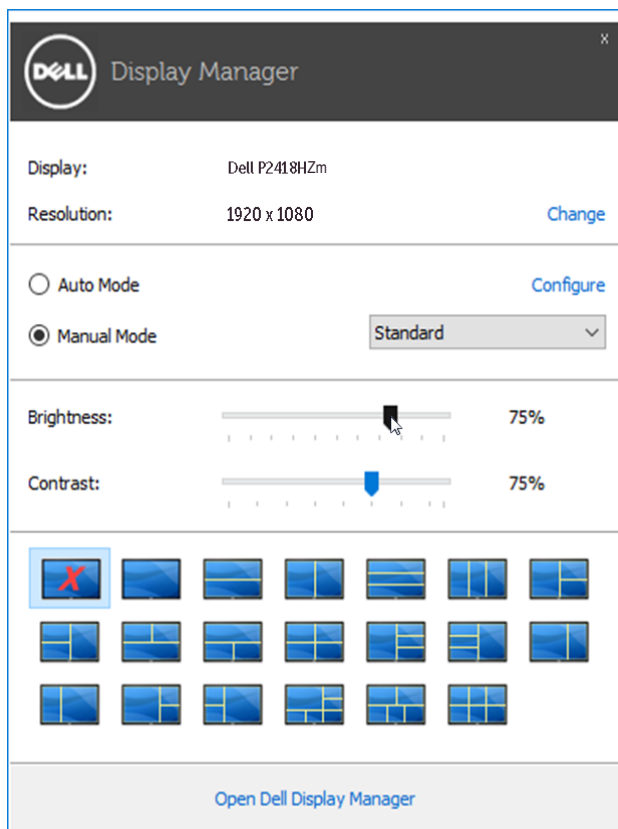 DELL Display Manager x
Display: Dell P2418HZm
Resolution: 1920 x 1080 Change
Auto Mode Configure
Manual Mode Standard
Brightness: 75%
Contrast: 75%
Open Dell Display Manager